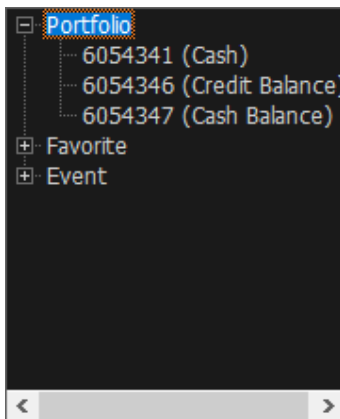 Portfolio
6054341 (Cash)
6054346 (Credit Balance)
6054347 (Cash Balance)
Favorite
Event